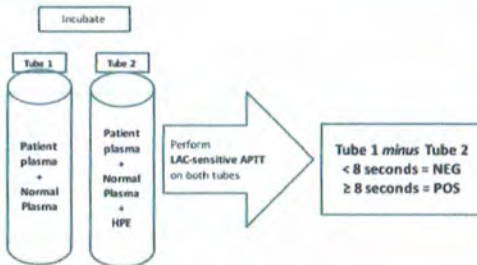 Incubate
Tube 1
Tube 2
Patient
plasma
+
Normal
Plasma
Patient
plasma
+
Normal
Plasma
+
HPE
Perform
LAC-sensitive APTT
on both tubes
Tube 1 minus Tube 2
< 8 seconds = NEG
≥ 8 seconds = POS